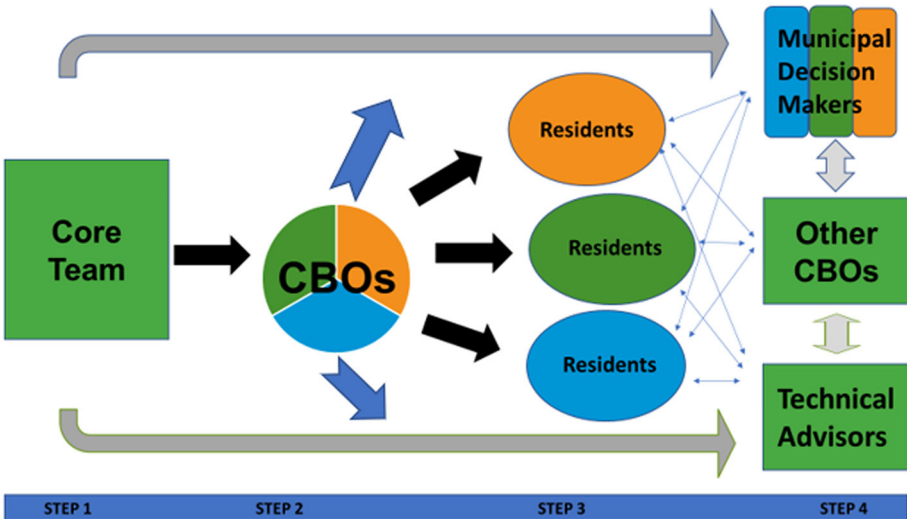 Municipal
Decision
Makers
Residents
Core
Team
CBOs
Residents
Other
CBOs
Residents
Technical
Advisors
STEP 1
STEP 2
STEP 3
STEP 4